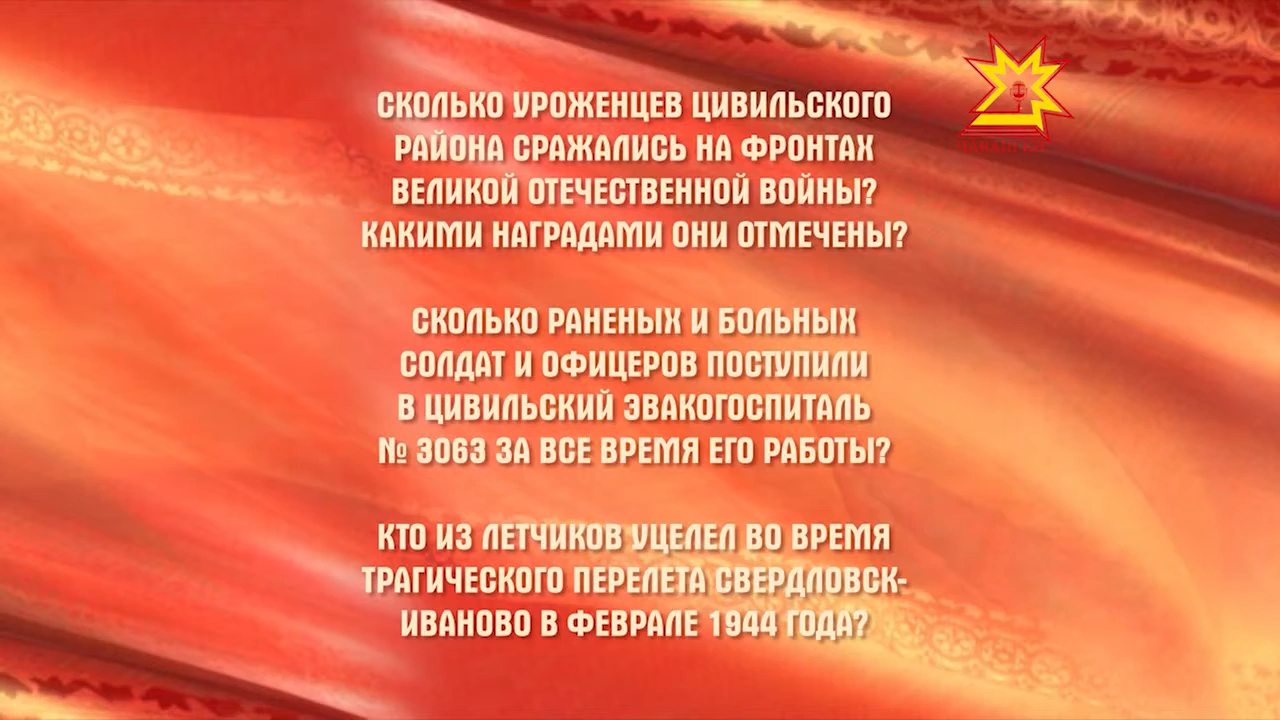 СКОЛЬКО УРОЖЕНЦЕВ ЦИВИЛЬСКОГО
РАЙОНА СРАЖАЛИСЬ НА ФРОНТАХ
ВЕЛИКОЙ ОТЕЧЕСТВЕННОЙ ВОЙНЫ?
КАКИМИ НАГРАДАМИ ОНИ ОТМЕЧЕНЫ?
СКОЛЬКО РАНЕНЫХ И БОЛЬНЫХ
СОЛДАТ И ОФИЦЕРОВ ПОСТУПИЛИ
В ЦИВИЛЬСКИЙ ЭВАКОГОСПИТАЛЬ
№ 3063 ЗА ВСЕ ВРЕМЯ ЕГО РАБОТЫ?
КТО ИЗ ЛЕТЧИКОВ УЦЕЛЕЛ ВО ВРЕМЯ
ТРАГИЧЕСКОГО ПЕРЕЛЕТА СВЕРДЛОВСК-
ИВАНОВО В ФЕВРАЛЕ 1944 ГОДА?